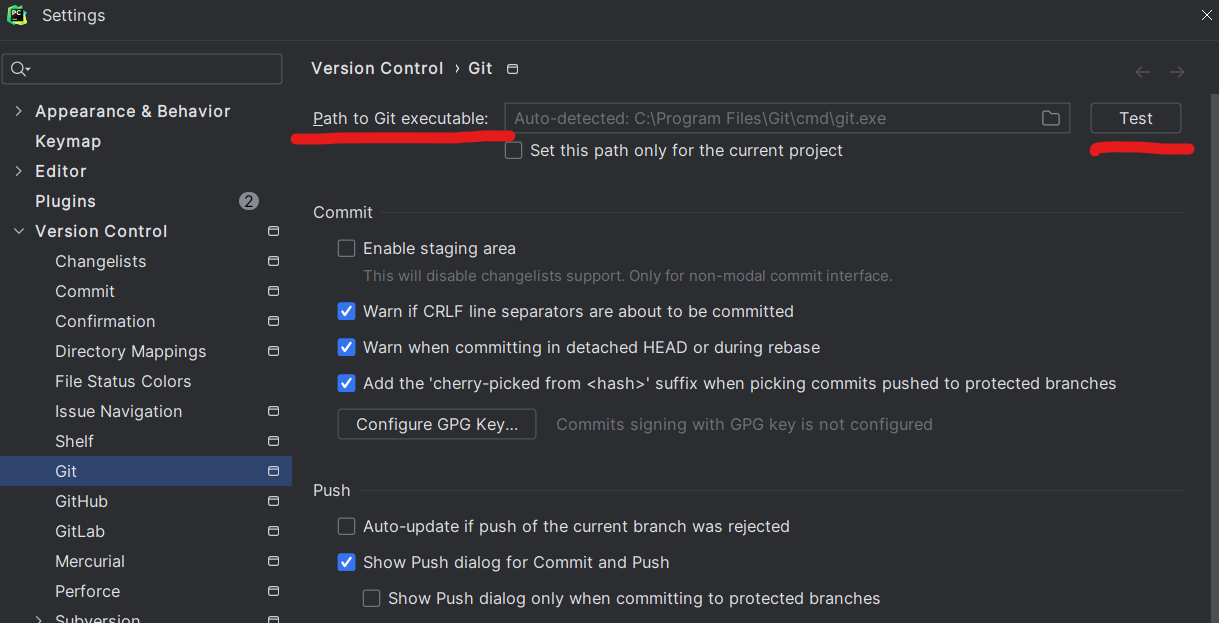 PC
Settings
Version Control › Git
Appearance & Behavior
Path to Git executable:
Auto-detected: C:\Program Files\Git\cmd\git.exe
Test
Keymap
Set this path only for the current project
Editor
Plugins
2
Commit
Version Control
Enable staging area
Changelists
This will disable changelists support. Only for non-modal commit interface.
Commit
Warn if CRLF line separators are about to be committed
Confirmation
Warn when committing in detached HEAD or during rebase
Directory Mappings
File Status Colors
Add the 'cherry-picked from <hash>' suffix when picking commits pushed to protected branches
Issue Navigation
Configure GPG Key...
Commits signing with GPG key is not configured
Shelf
Git
Push
GitHub
Auto-update if push of the current branch was rejected
GitLab
Mercurial
Show Push dialog for Commit and Push
Perforce
Show Push dialog only when committing to protected branches
Subversion